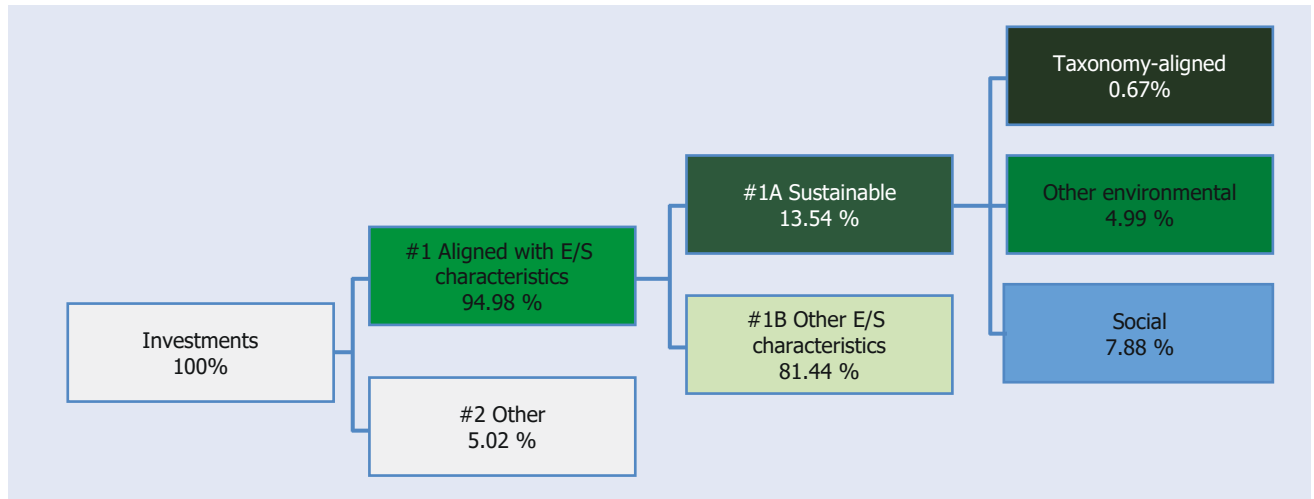 Investments
100%
#1 Aligned with E/S
characteristics
94.98 %
#2 Other
5.02 %
#1A Sustainable
13.54 %
#1B Other E/S
characteristics
81.44 %
Taxonomy-aligned
0.67%
Other environmental
4.99 %
Social
7.88 %